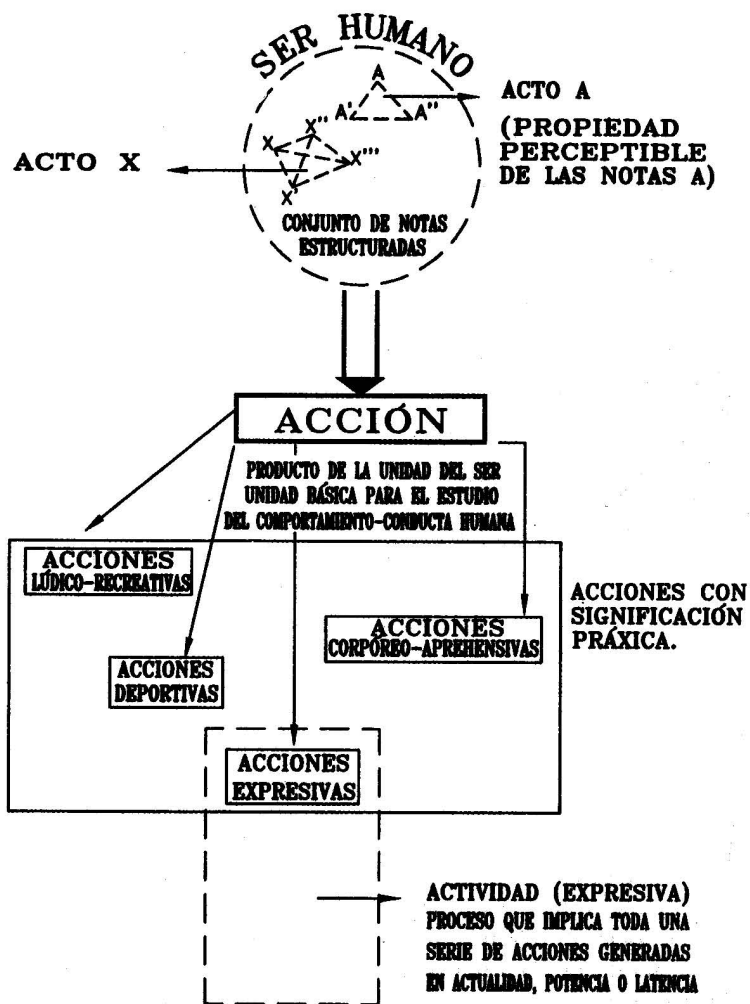 SER HUMANO
A
A' A''
ACTO A
(PROPIEDAD
PERCEPTIBLE
DE LAS NOTAS A)
X''
X
X'''
X'
ACTO X
CONJUNTO DE NOTAS
ESTRUCTURADAS
ACCIÓN
PRODUCTO DE LA UNIDAD DEL SER
UNIDAD BÁSICA PARA EL ESTUDIO
DEL COMPORTAMIENTO-CONDUCTA HUMANA
ACCIONES
LÚDICO-RECREATIVAS
ACCIONES
DEPORTIVAS
ACCIONES
CORPÓREO-APREHENSIVAS
ACCIONES CON
SIGNIFICACIÓN
PRÁXICA.
ACCIONES
EXPRESIVAS
ACTIVIDAD (EXPRESIVA)
PROCESO QUE IMPLICA TODA UNA
SERIE DE ACCIONES GENERADAS
EN ACTUALIDAD, POTENCIA O LATENCIA